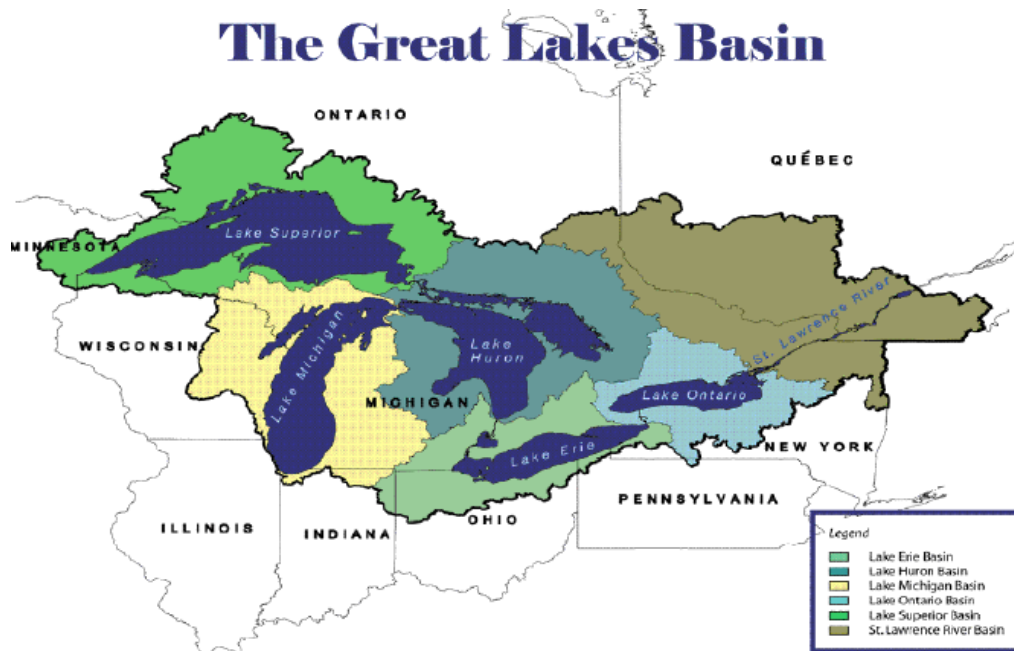 The Great Lakes Basin
ONTARIO
QUÉBEC
Lake Superior
MINNESOTA
St. Lawrence River
WISCONSIN
Lake Michigan
Lake
Huron
MICHIGAN
Lake Ontario
NEW YORK
Lake Erie
PENNSYLVANIA
OHIO
ILLINOIS
INDIANA
Legend
Lake Erie Basin
Lake Huron Basin
Lake Michigan Basin
Lake Ontario Basin
Lake Superior Basin
St. Lawrence River Basin